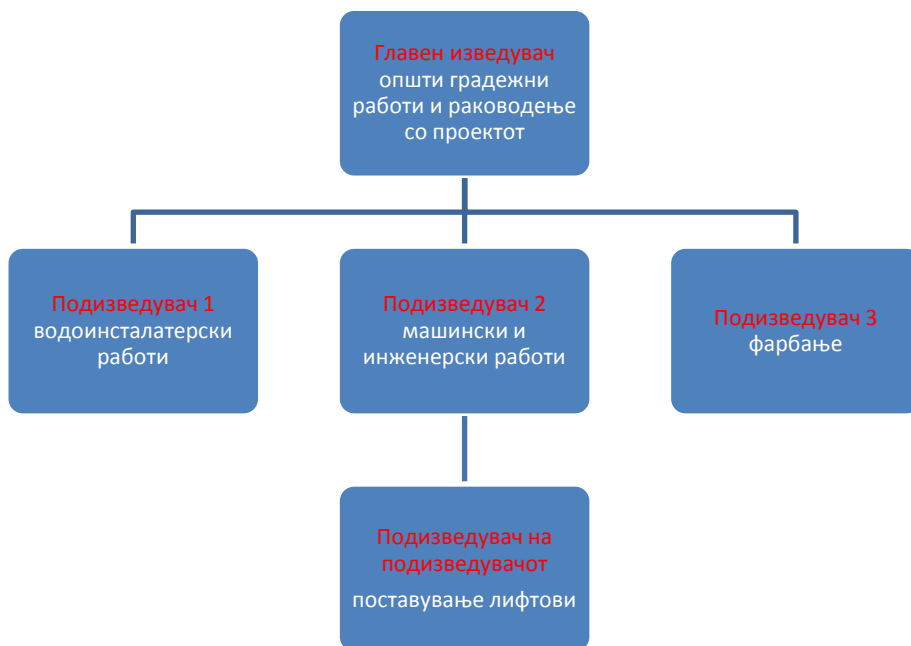 Главен изведувач
општи градежни
работи и раководење
со проектот
Подизведувач 1
водоинсталатерски
работи
Подизведувач 2
машински и
инженерски работи
Подизведувач 3
фарбање
Подизведувач на
подизведувачот
поставување лифтови